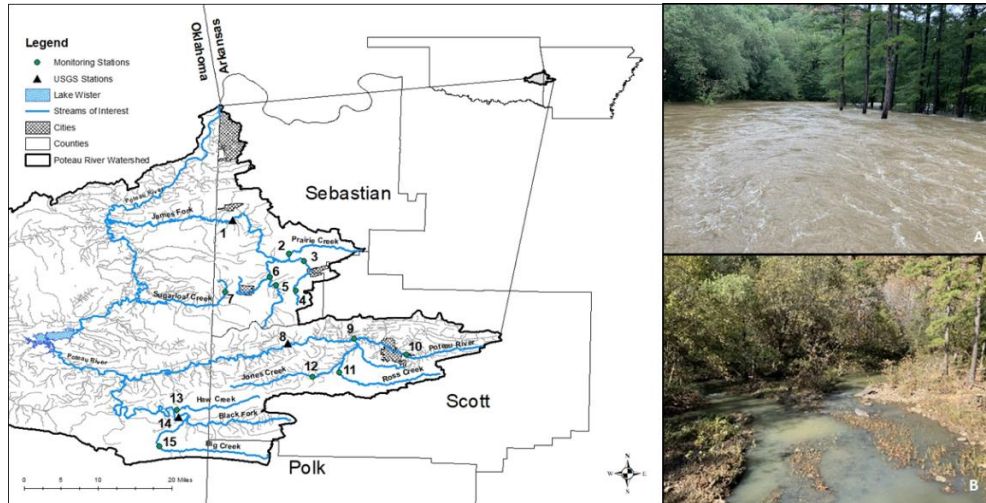 Legend
Monitoring Stations
USGS Stations
Lake Wister
Streams of Interest
Cities
Counties
Poteau River Watershed
Oklahoma
Arkansas
Sebastian
Scott
Polk
Poteau River
James Fork
Prairie Creek
Sugarloaf Creek
Poteau River
Poteau River
Jones Creek
Ross Creek
Haw Creek
Black Fork
Big Creek
1
2
3
4
5
6
7
8
9
10
11
12
13
14
15
0 5 10 20 Miles
N
W E
S
A
B